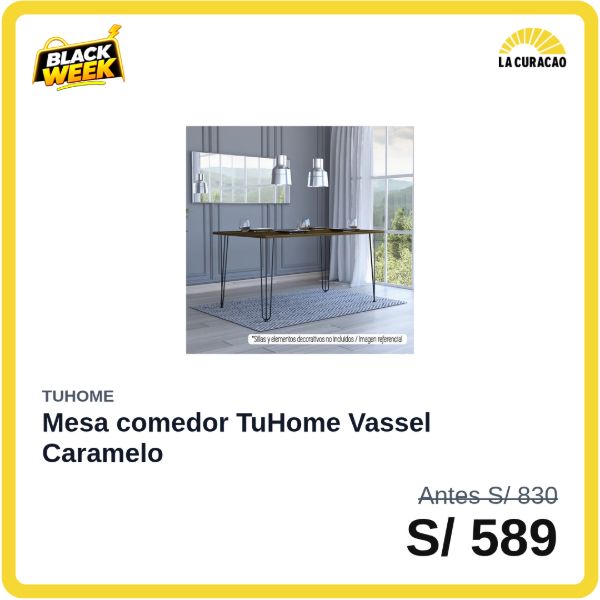 BLACK
WEEK
LA CURACAO
*Sillas y elementos decorativos no incluidos / Imagen referencial
TUHOME
Mesa comedor TuHome Vassel
Caramelo
Antes S/ 830
S/ 589